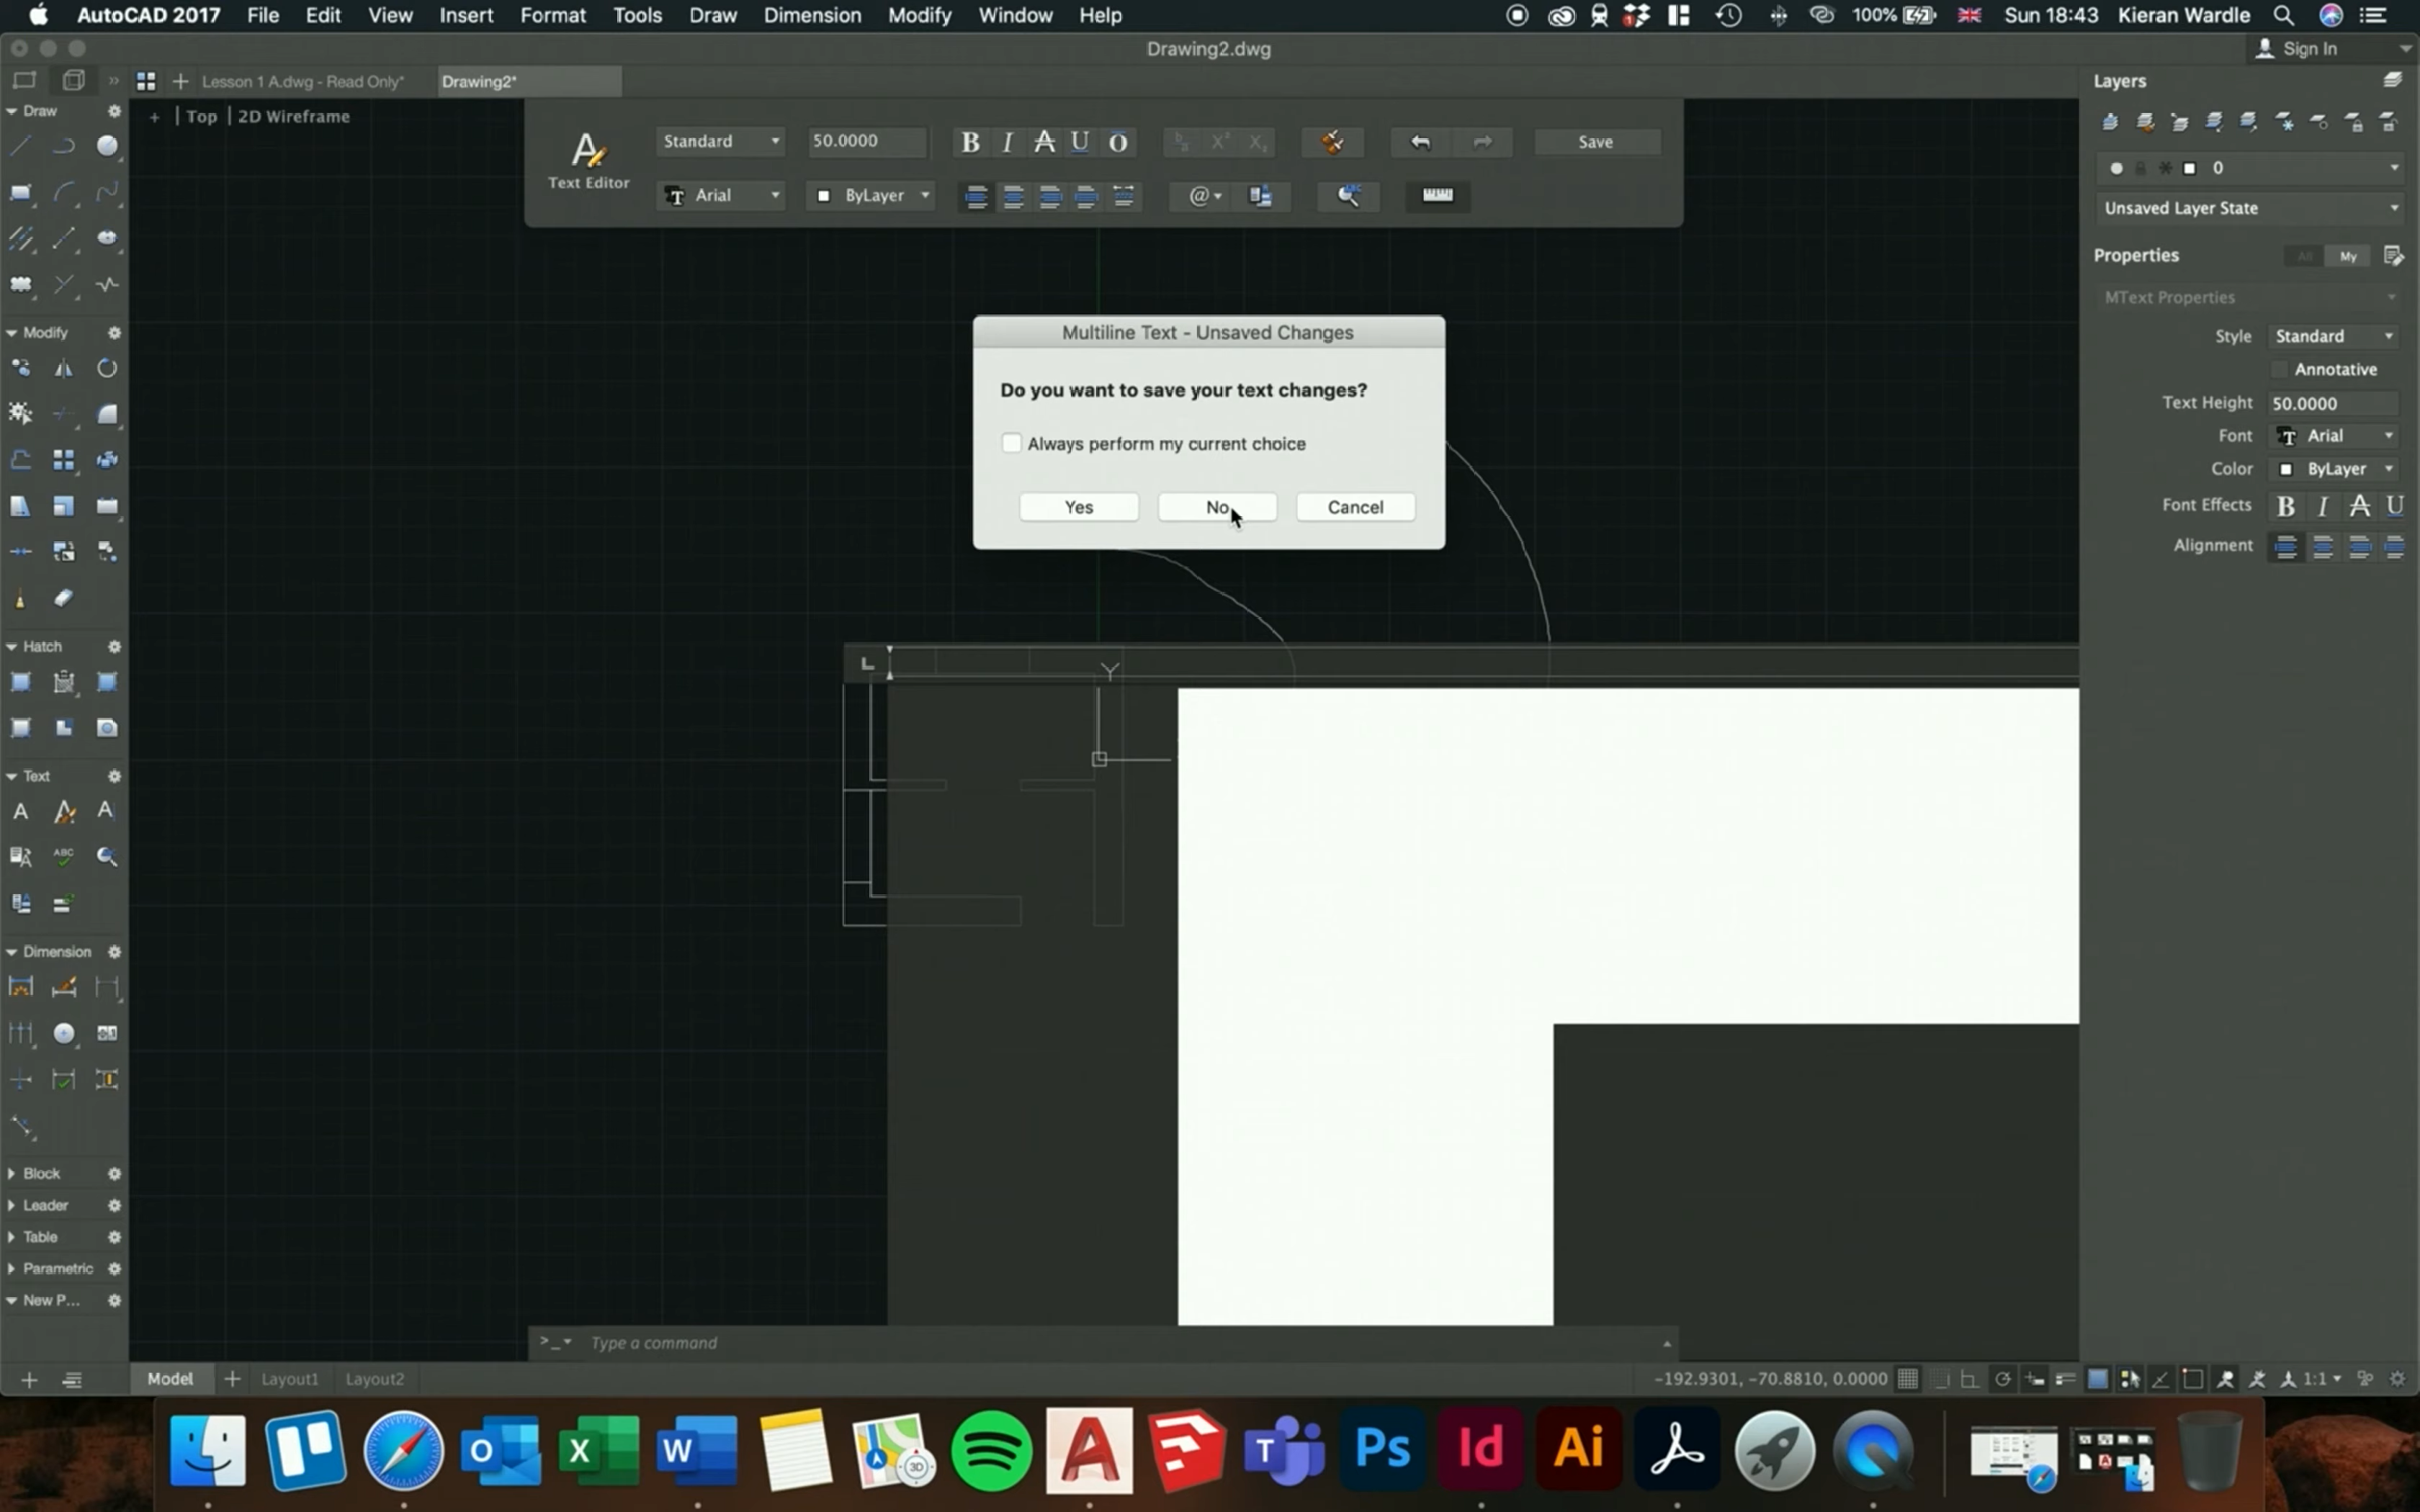 AutoCAD 2017 File Edit View Insert Format Tools Draw Dimension Modify Window Help 100% Sun 18:43 Kieran Wardle
Drawing2.dwg
Sign In
Lesson 1 A.dwg - Read Only*
Drawing2*
Layers
Draw
+ | Top | 2D Wireframe
Standard
50.0000
B I A U O
Save
Text Editor
Arial
ByLayer
@
0
Unsaved Layer State
Properties
All My
MText Properties
Style Standard
Annotative
Text Height 50.0000
Font Arial
Color ByLayer
Font Effects B I A U
Alignment
Multiline Text - Unsaved Changes
Do you want to save your text changes?
Always perform my current choice
Yes No Cancel
Modify
Hatch
Text
Dimension
Block
Leader
Table
Parametric
New P...
L
Y
Type a command
Model
Layout1
Layout2
-192.9301, -70.8810, 0.0000
1:1
O X W 3D A T Ps Id Ai